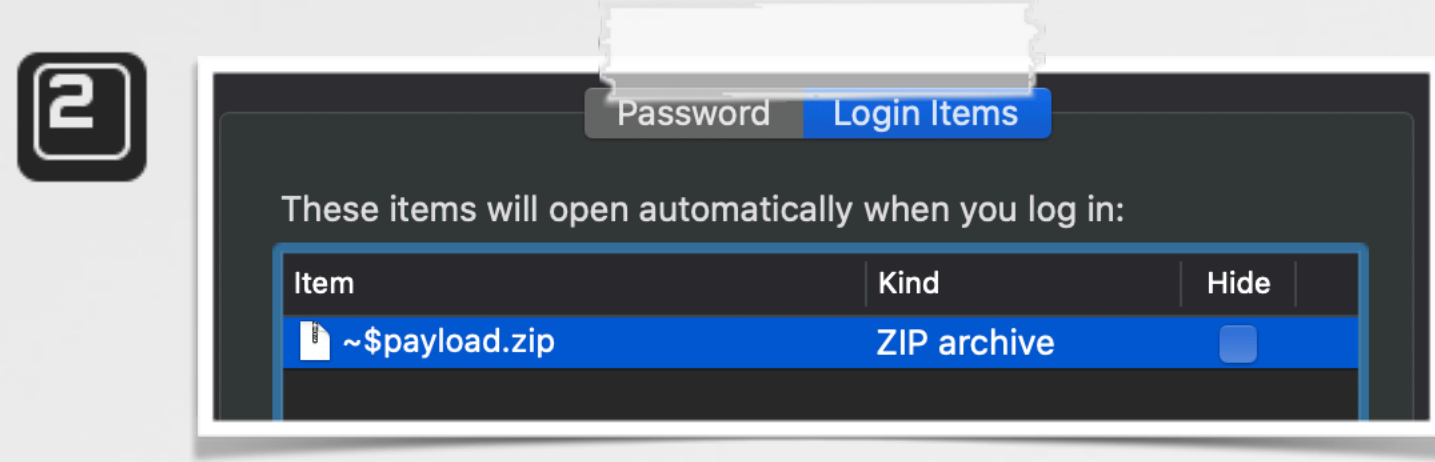 2
Password Login Items
These items will open automatically when you log in:
Item Kind Hide
~$payload.zip ZIP archive